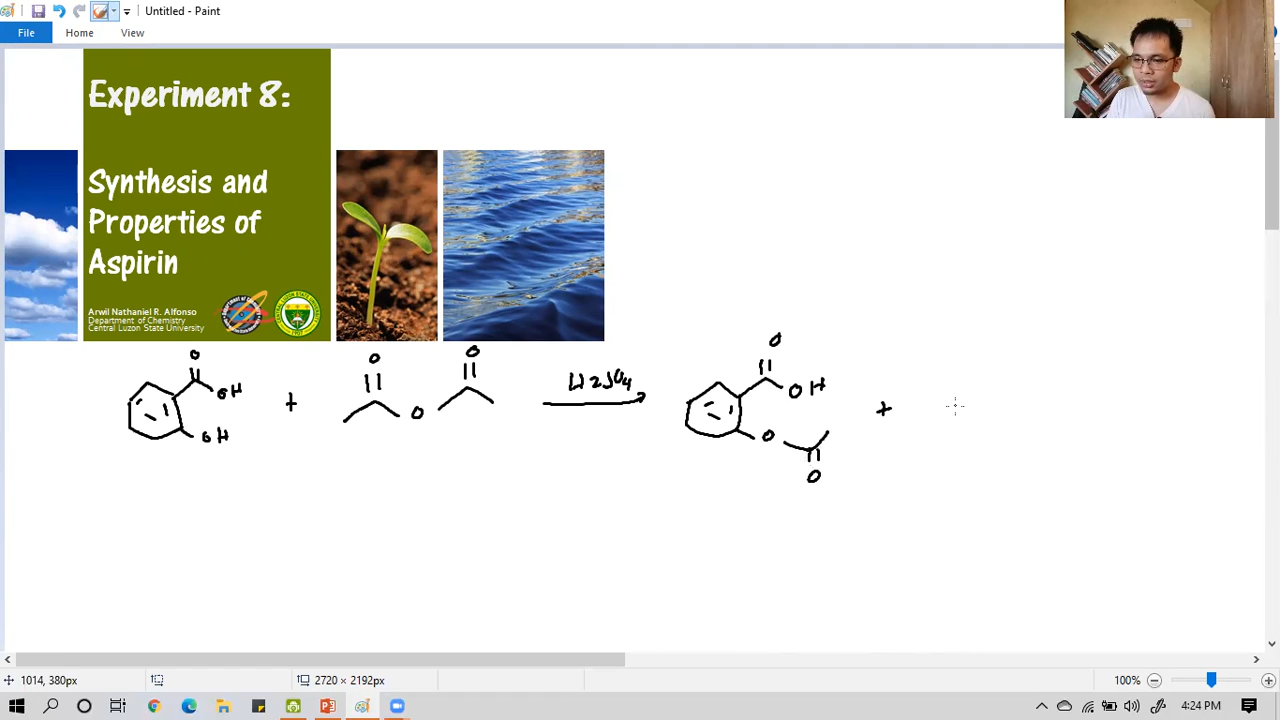 Untitled - Paint
File Home View
Experiment 8:
Synthesis and
Properties of
Aspirin
Arwil Nathaniel R. Alfonso
Department of Chemistry
Central Luzon State University
O O O O
OH + O H2SO4 OH +
OH O
O
1014, 380px 2720 × 2192px 100%
4:24 PM